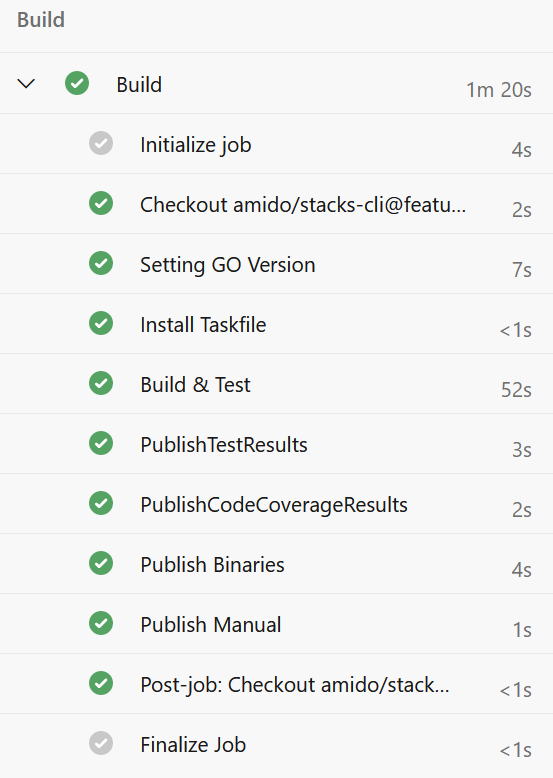 Build
Build 1m 20s
Initialize job 4s
Checkout amido/stacks-cli@featu... 2s
Setting GO Version 7s
Install Taskfile <1s
Build & Test 52s
PublishTestResults 3s
PublishCodeCoverageResults 2s
Publish Binaries 4s
Publish Manual 1s
Post-job: Checkout amido/stack... <1s
Finalize Job <1s